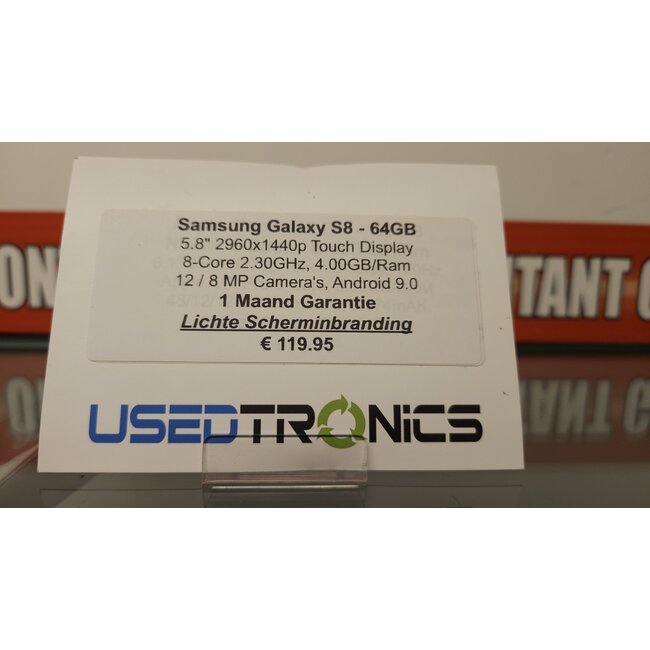 Samsung Galaxy S8 - 64GB
5.8" 2960x1440p Touch Display
8-Core 2.30GHz, 4.00GB/Ram
12 / 8 MP Camera's, Android 9.0
1 Maand Garantie
Lichte Scherminbranding
€ 119.95
USEDTRONiCS